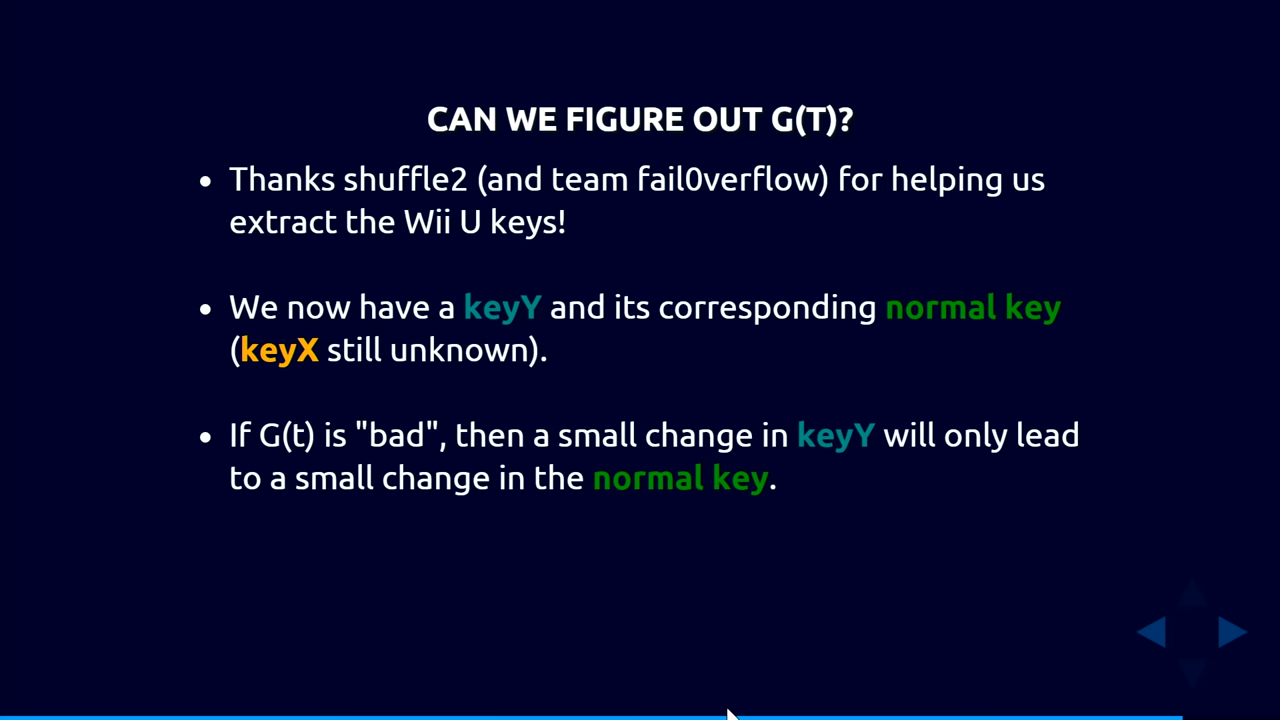 CAN WE FIGURE OUT G(T)?
Thanks shuffle2 (and team fail0verflow) for helping us
extract the Wii U keys!
We now have a keyY and its corresponding normal key
(keyX still unknown).
If G(t) is "bad", then a small change in keyY will only lead
to a small change in the normal key.